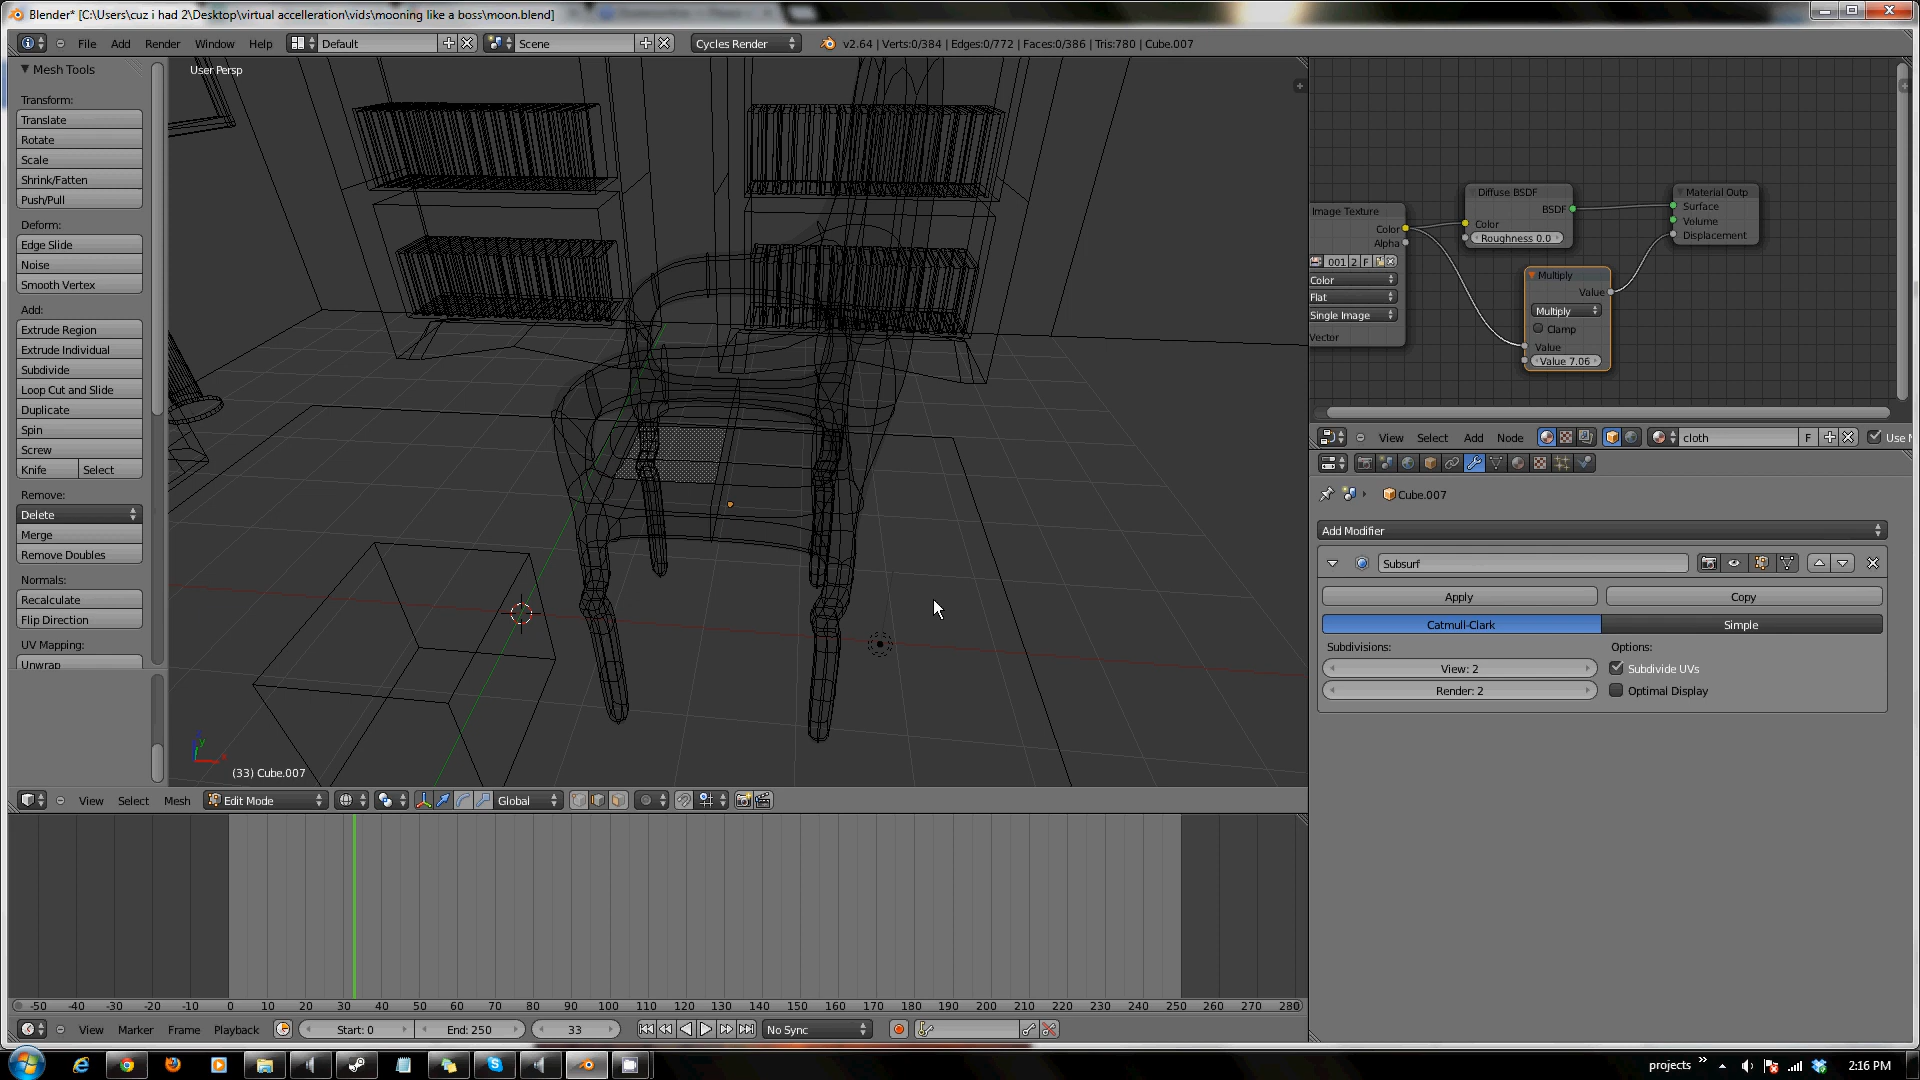 Blender* [C:\Users\cuz i had 2\Desktop\virtual accelleration\vids\mooning like a boss\moon.blend]
File Add Render Window Help Default Scene Cycles Render v2.64 | Verts:0/384 | Edges:0/772 | Faces:0/386 | Tris:780 | Cube.007
Mesh Tools
Transform:
Translate
Rotate
Scale
Shrink/Fatten
Push/Pull
Deform:
Edge Slide
Noise
Smooth Vertex
Add:
Extrude Region
Extrude Individual
Subdivide
Loop Cut and Slide
Duplicate
Spin
Screw
Knife Select
Remove:
Delete
Merge
Remove Doubles
Normals:
Recalculate
Flip Direction
UV Mapping:
Unwrap
User Persp
(33) Cube.007
View Select Mesh Edit Mode Global
Image Texture
Color
Alpha
001 2 F
Color
Flat
Single Image
Vector
Diffuse BSDF
BSDF
Color
Roughness 0.0
Multiply
Value
Multiply
Clamp
Value
Value 7.06
Material Outp
Surface
Volume
Displacement
View Select Add Node cloth F Use N
Cube.007
Add Modifier
Subsurf
Apply Copy
Catmull-Clark Simple
Subdivisions: Options:
View: 2 Subdivide UVs
Render: 2 Optimal Display
-50 -40 -30 -20 -10 0 10 20 30 40 50 60 70 80 90 100 110 120 130 140 150 160 170 180 190 200 210 220 230 240 250 260 270 280
View Marker Frame Playback Start: 0 End: 250 33 No Sync
projects 2:16 PM